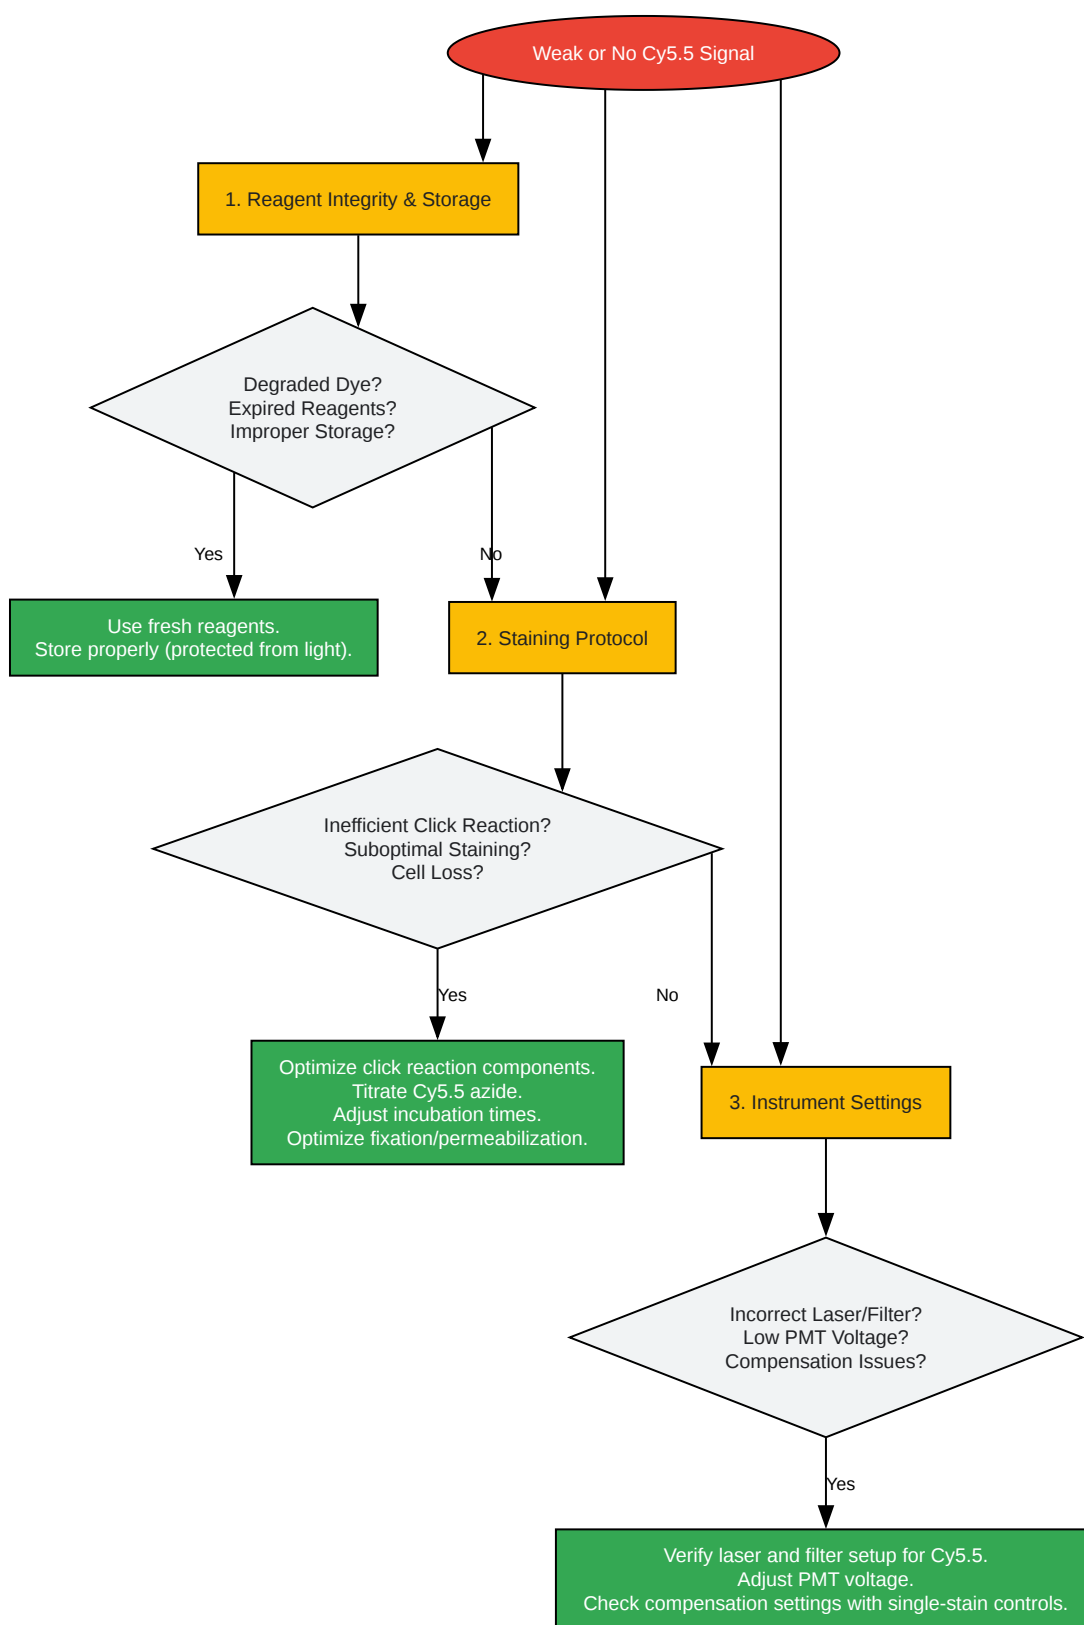 Weak or No Cy5.5 Signal
1. Reagent Integrity & Storage
Degraded Dye?
Expired Reagents?
Improper Storage?
Yes
No
Use fresh reagents.
Store properly (protected from light).
2. Staining Protocol
Inefficient Click Reaction?
Suboptimal Staining?
Cell Loss?
Yes
No
Optimize click reaction components.
Titrate Cy5.5 azide.
Adjust incubation times.
Optimize fixation/permeabilization.
3. Instrument Settings
Incorrect Laser/Filter?
Low PMT Voltage?
Compensation Issues?
Yes
Verify laser and filter setup for Cy5.5.
Adjust PMT voltage.
Check compensation settings with single-stain controls.